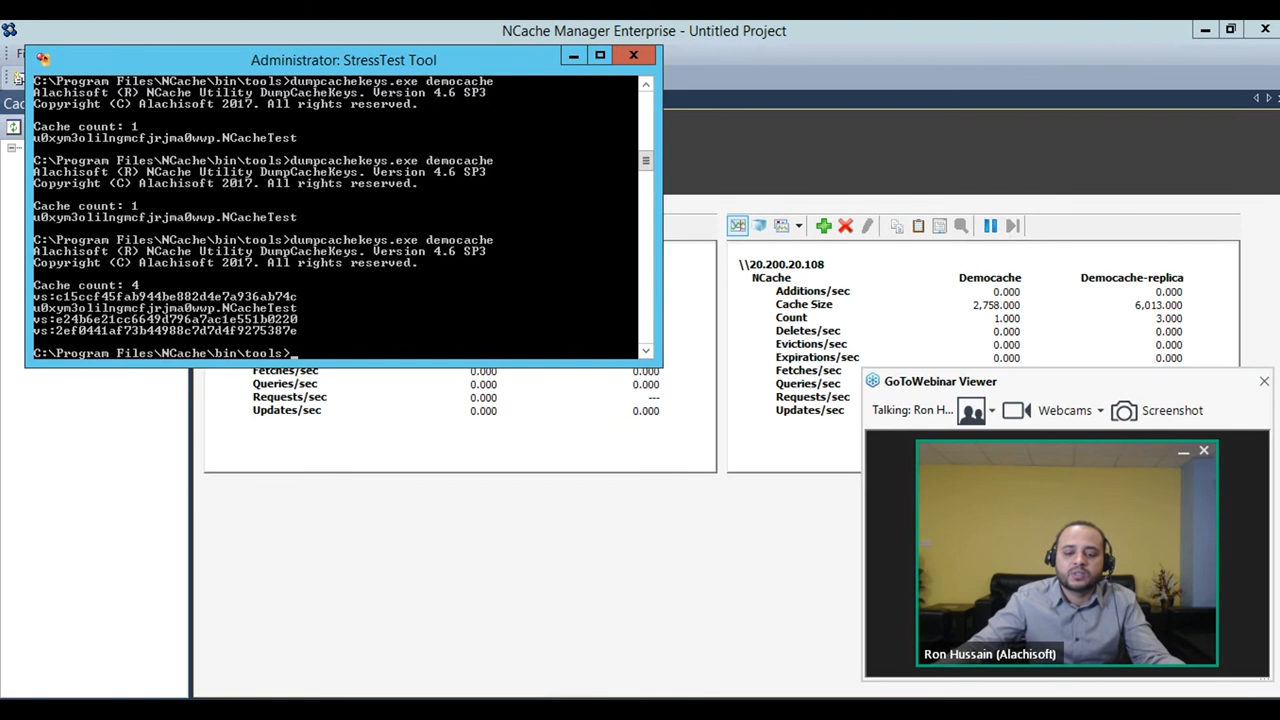 NCache Manager Enterprise - Untitled Project
Administrator: StressTest Tool
C:\Program Files\NCache\bin\tools>dumpcachekeys.exe democache
Alachisoft (R) NCache Utility DumpCacheKeys. Version 4.6 SP3
Copyright (C) Alachisoft 2017. All rights reserved.
Cache count: 1
u0xym3olilngmcfjrjma0wwp.NCacheTest
C:\Program Files\NCache\bin\tools>dumpcachekeys.exe democache
Alachisoft (R) NCache Utility DumpCacheKeys. Version 4.6 SP3
Copyright (C) Alachisoft 2017. All rights reserved.
Cache count: 1
u0xym3olilngmcfjrjma0wwp.NCacheTest
C:\Program Files\NCache\bin\tools>dumpcachekeys.exe democache
Alachisoft (R) NCache Utility DumpCacheKeys. Version 4.6 SP3
Copyright (C) Alachisoft 2017. All rights reserved.
Cache count: 4
vs:c15ccf45fab944be882d4e7a936ab74c
u0xym3olilngmcfjrjma0wwp.NCacheTest
vs:e24b6e21cc6649d796a7ac1e551b0220
vs:2ef0441af73b44988c7d7d4f9275387e
C:\Program Files\NCache\bin\tools>_
Fetches/sec 0.000 0.000
Queries/sec 0.000 0.000
Requests/sec 0.000 ---
Updates/sec 0.000 0.000
\\20.200.20.108
NCache Democache Democache-replica
Additions/sec 0.000 0.000
Cache Size 2,758.000 6,013.000
Count 1.000 3.000
Deletes/sec 0.000 0.000
Evictions/sec 0.000 0.000
Expirations/sec 0.000 0.000
Fetches/sec
Queries/sec
Requests/sec
Updates/sec
GoToWebinar Viewer
Talking: Ron H... Webcams Screenshot
Ron Hussain (Alachisoft)